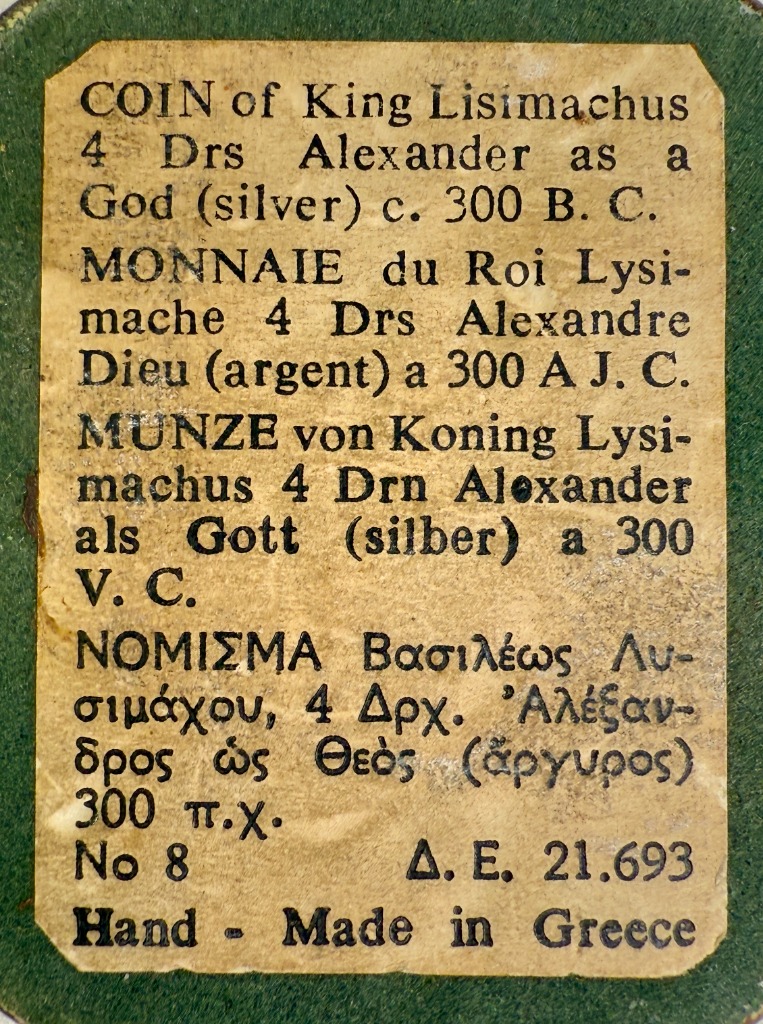 COIN of King Lisimachus
4 Drs Alexander as a
God (silver) c. 300 B. C.
MONNAIE du Roi Lysi-
mache 4 Drs Alexandre
Dieu (argent) a 300 A J. C.
MUNZE von Koning Lysi-
machus 4 Drn Alexander
als Gott (silber) a 300
V. C.
ΝΟΜΙΣΜΑ Βασιλέως Λυ-
σιμάχου, 4 Δρχ. Ἀλέξαν-
δρος ὡς Θεὸς (ἄργυρος)
300 π.χ.
No 8 Δ. Ε. 21.693
Hand - Made in Greece